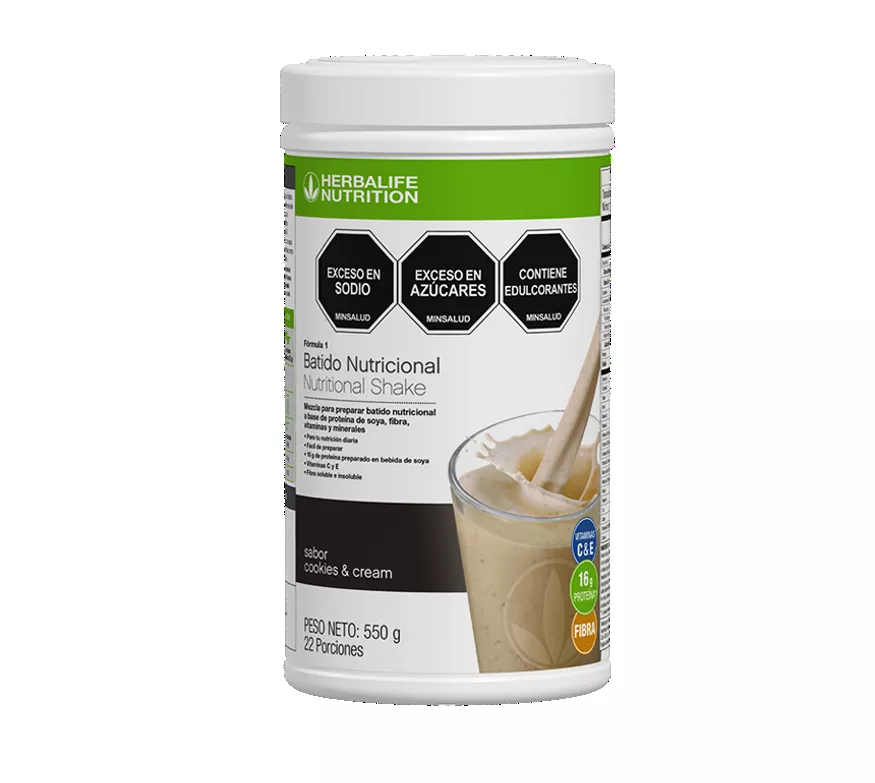 HERBALIFE
NUTRITION
EXCESO EN
SODIO
MINSALUD
EXCESO EN
AZÚCARES
MINSALUD
CONTIENE
EDULCORANTES
MINSALUD
Fórmula 1
Batido Nutricional
Nutritional Shake
Mezcla para preparar batido nutricional
a base de proteína de soya, fibra,
vitaminas y minerales
• Para tu nutrición diaria
• Fácil de preparar
• 16 g de proteína preparado en bebida de soya
• Vitaminas C y E
• Fibra soluble e insoluble
sabor
cookies & cream
VITAMINAS
C&E
16 g
PROTEÍNA*
FIBRA
PESO NETO: 550 g
22 Porciones